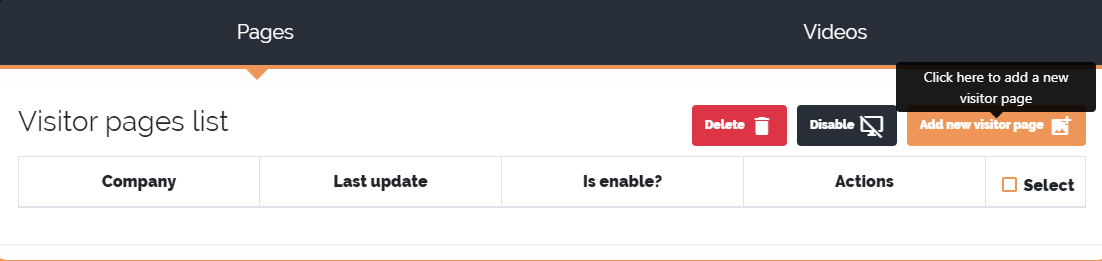 Pages
Videos
Click here to add a new
visitor page
Visitor pages list
Delete
Disable
Add new visitor page
Company
Last update
Is enable?
Actions
Select